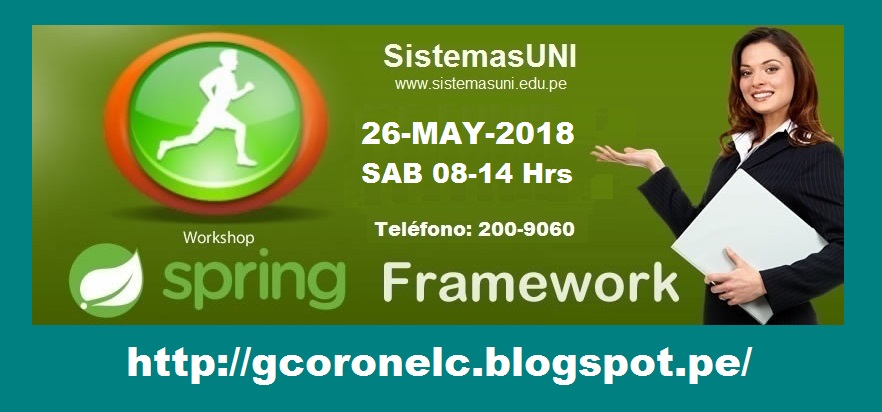 SistemasUNI
www.sistemasuni.edu.pe
26-MAY-2018
SAB 08-14 Hrs
Teléfono: 200-9060
Workshop
spring Framework
http://gcoronelc.blogspot.pe/